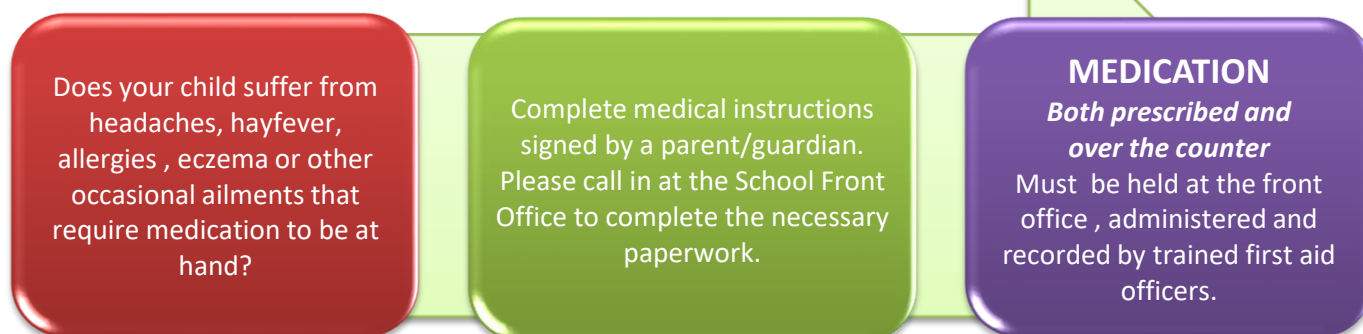 Does your child suffer from
headaches, hayfever,
allergies , eczema or other
occasional ailments that
require medication to be at
hand?
Complete medical instructions
signed by a parent/guardian.
Please call in at the School Front
Office to complete the necessary
paperwork.
MEDICATION
Both prescribed and
over the counter
Must  be held at the front
office , administered and
recorded by trained first aid
officers.